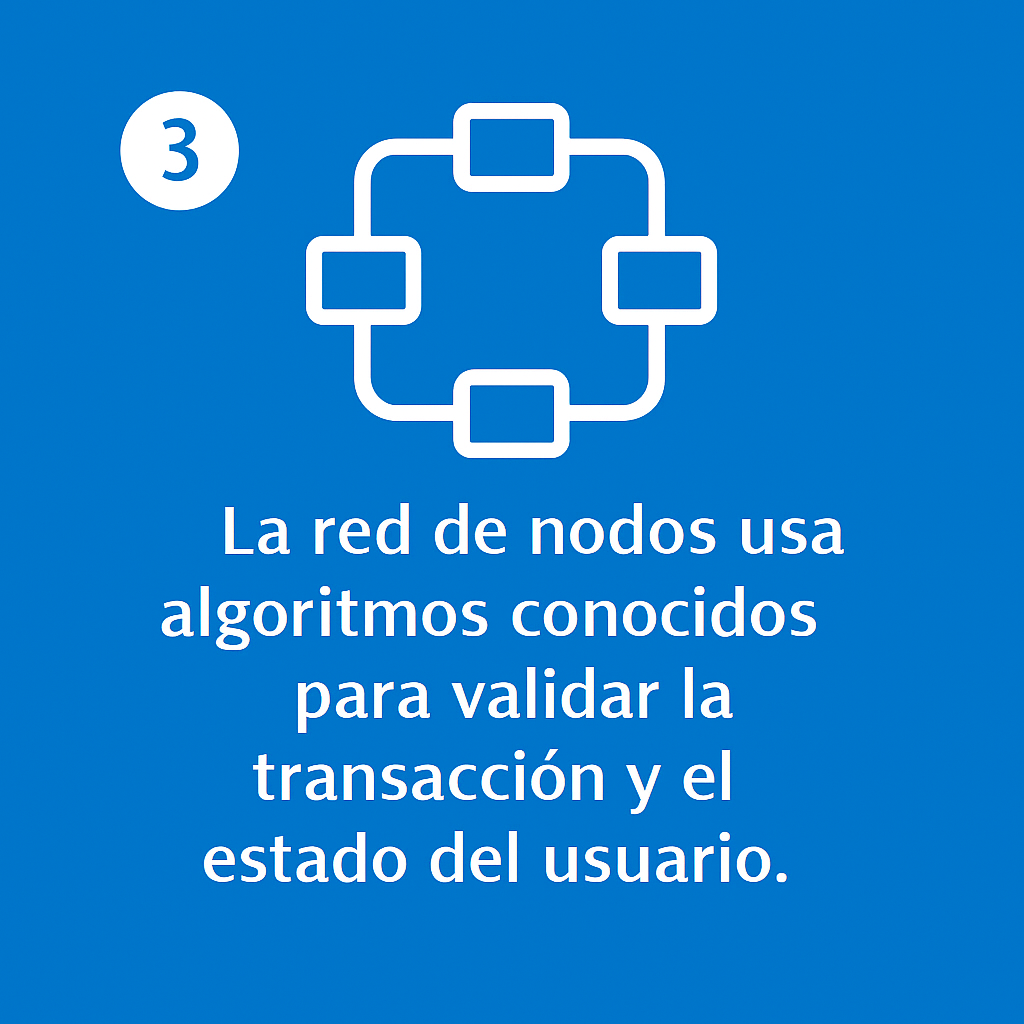 3
La red de nodos usa
algoritmos conocidos
para validar la
transacción y el
estado del usuario.